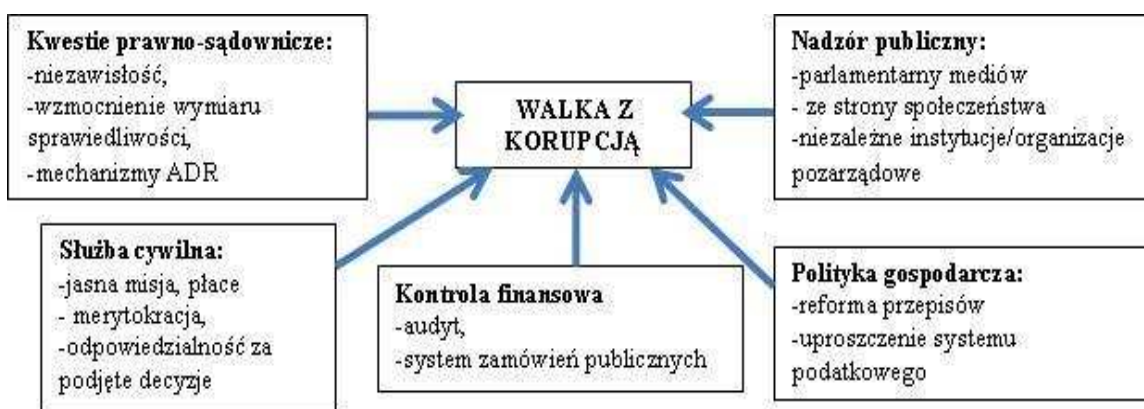 Kwestie prawno-sądownicze:
-niezawisłość,
-wzmocnienie wymiaru
sprawiedliwości,
-mechanizmy ADR
WALKA Z
KORUPCJĄ
Nadzór publiczny:
-parlamentarny mediów
- ze strony społeczeństwa
-niezależne instytucje/organizacje
pozarządowe
Służba cywilna:
-jasna misja, płace
- merytokracja,
-odpowiedzialność za
podjęte decyzje
Kontrola finansowa
-audyt,
-system zamówień publicznych
Polityka gospodarcza:
-reforma przepisów
-uproszczenie systemu
podatkowego